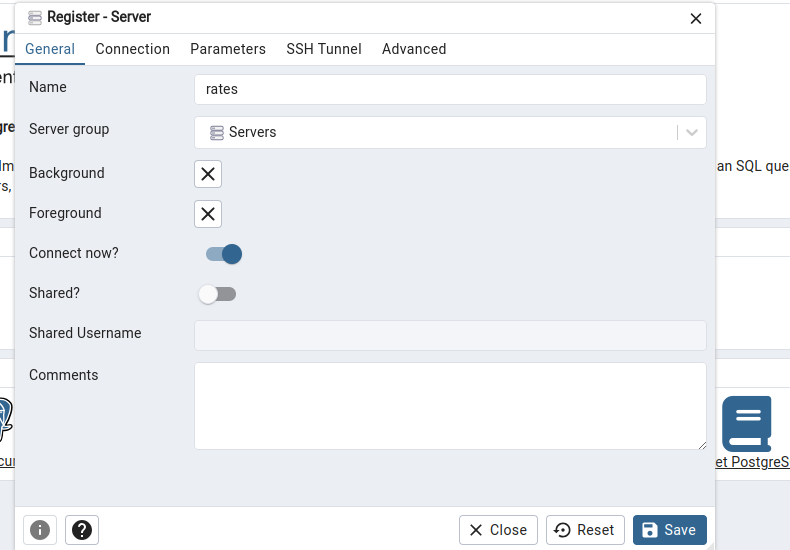 Register - Server
General Connection Parameters SSH Tunnel Advanced
Name rates
Server group Servers
Background
Foreground
Connect now?
Shared?
Shared Username
Comments
an SQL que
et PostgreS
Close Reset Save